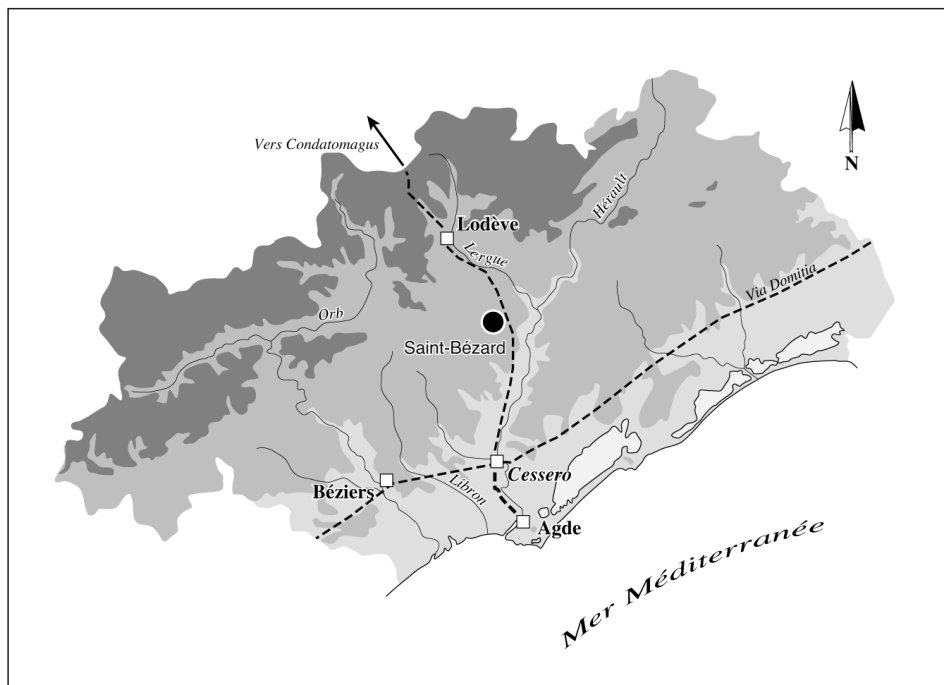 Vers Condatomagus
N
Lodève
Hérault
Lergue
Via Domitia
Orb
Saint-Bézard
Cessero
Béziers
Libron
Agde
Mer Méditerranée